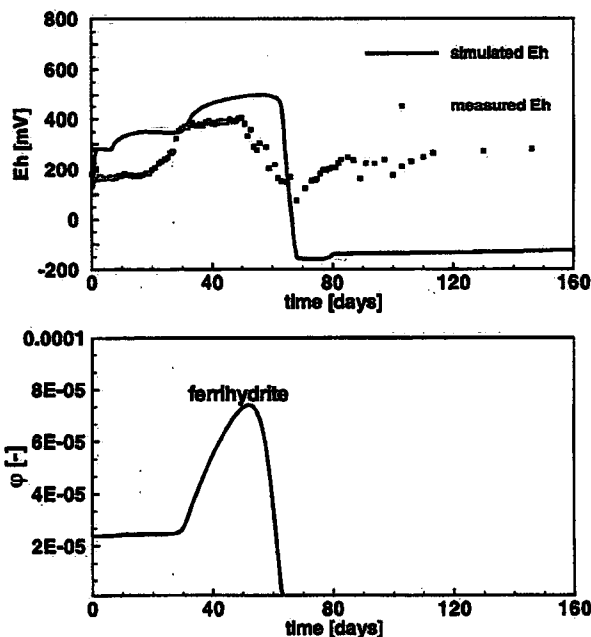 800
600
400
200
0
-200
Eh [mV]
simulated Eh
measured Eh
0 40 80 120 160
time [days]
0.0001
8E-05
6E-05
4E-05
2E-05
φ [-]
ferrihydrite
0 40 80 120 160
time [days]